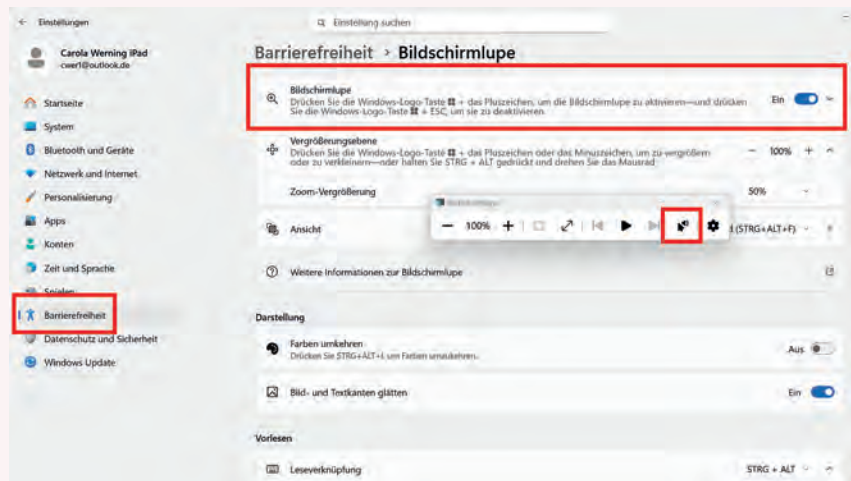 ← Einstellungen
Einstellung suchen
Carola Werning iPad
cwer1@outlook.de
Startseite
System
Bluetooth und Geräte
Netzwerk und Internet
Personalisierung
Apps
Konten
Zeit und Sprache
Spielen
Barrierefreiheit
Datenschutz und Sicherheit
Windows Update
Barrierefreiheit > Bildschirmlupe
Bildschirmlupe
Drücken Sie die Windows-Logo-Taste + das Pluszeichen, um die Bildschirmlupe zu aktivieren—und drücken
Sie die Windows-Logo-Taste + ESC, um sie zu deaktivieren.
Ein
Vergrößerungsebene
Drücken Sie die Windows-Logo-Taste + das Pluszeichen oder das Minuszeichen, um zu vergrößern
oder zu verkleinern—oder halten Sie STRG + ALT gedrückt und drehen Sie das Mausrad.
− 100% +
Zoom-Vergrößerung
50%
Bildschirmlupe
− 100% +
Ansicht
(STRG+ALT+F)
Weitere Informationen zur Bildschirmlupe
Darstellung
Farben umkehren
Drücken Sie STRG+ALT+I, um Farben umzukehren.
Aus
Bild- und Textkanten glätten
Ein
Vorlesen
Leseverknüpfung
STRG + ALT